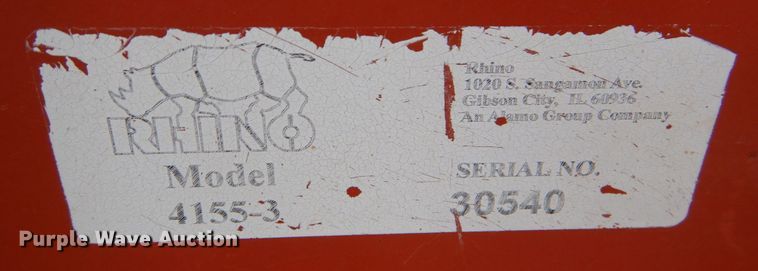 RHINO
Model
4155-3
Rhino
1020 S. Sangamon Ave.
Gibson City, IL 60936
An Alamo Group Company
SERIAL NO.
30540
Purple Wave Auction